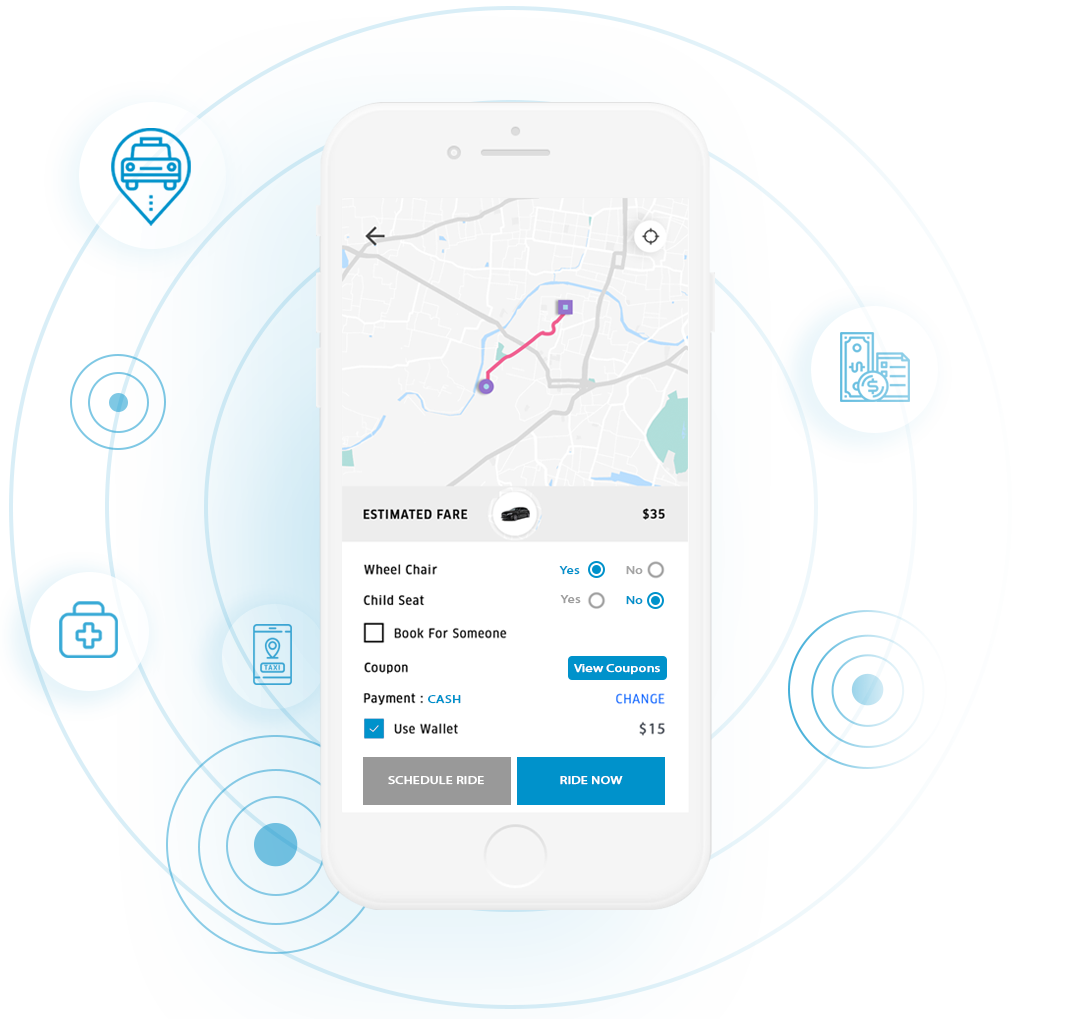 ESTIMATED FARE $35
Wheel Chair Yes No
Child Seat Yes No
Book For Someone
Coupon View Coupons
Payment : CASH CHANGE
Use Wallet $15
SCHEDULE RIDE RIDE NOW
TAXI
$
$